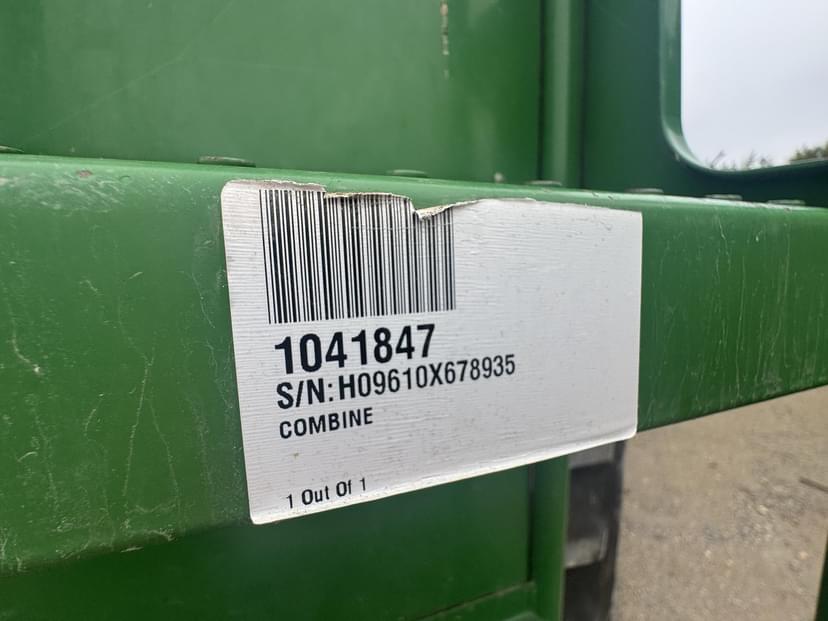 1041847
S/N:H09610X678935
COMBINE
1 Out Of 1